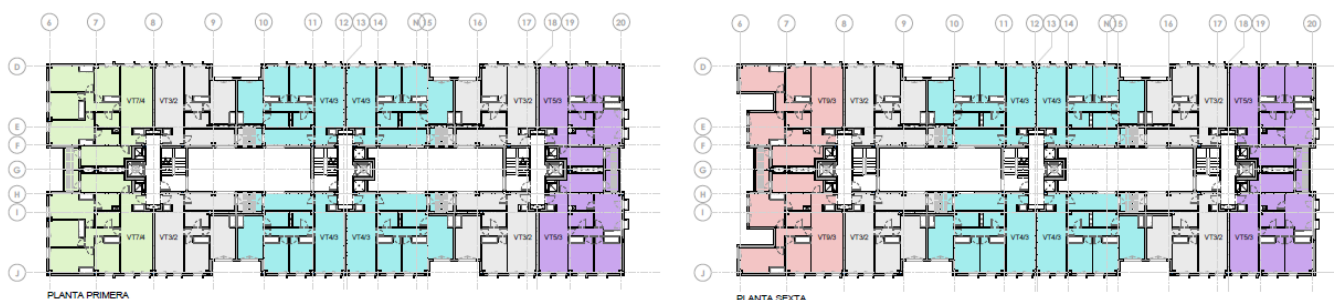 6 7 8 9 10 11 12 13 14 N 15 16 17 18 19 20
D
VT7/4 VT3/2 VT4/3 VT4/3 VT3/2 VT5/3
E
F
G
H
I
VT7/4 VT3/2 VT4/3 VT4/3 VT3/2 VT5/3
J
PLANTA PRIMERA
6 7 8 9 10 11 12 13 14 N 15 16 17 18 19 20
D
VT9/3 VT3/2 VT4/3 VT4/3 VT3/2 VT5/3
E
F
G
H
I
VT9/3 VT3/2 VT4/3 VT4/3 VT3/2 VT5/3
J
PLANTA SEXTA